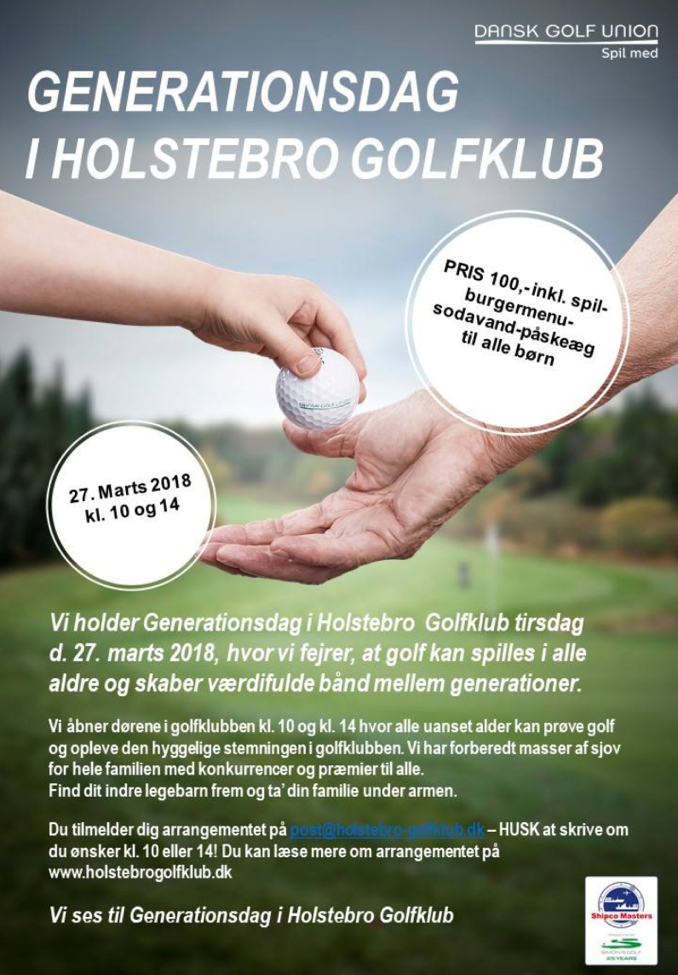 DANSK GOLF UNION
Spil med
GENERATIONSDAG
I HOLSTEBRO GOLFKLUB
PRIS 100,- inkl. spil-
burgermenu-
sodavand-påskeæg
til alle børn
DANSK GOLF UNION
27. Marts 2018
kl. 10 og 14
Vi holder Generationsdag i Holstebro Golfklub tirsdag
d. 27. marts 2018, hvor vi fejrer, at golf kan spilles i alle
aldre og skaber værdifulde bånd mellem generationer.
Vi åbner dørene i golfklubben kl. 10 og kl. 14 hvor alle uanset alder kan prøve golf
og opleve den hyggelige stemningen i golfklubben. Vi har forberedt masser af sjov
for hele familien med konkurrencer og præmier til alle.
Find dit indre legebarn frem og ta' din familie under armen.
Du tilmelder dig arrangementet på post@holstebro-golfklub.dk – HUSK at skrive om
du ønsker kl. 10 eller 14! Du kan læse mere om arrangementet på
www.holstebrogolfklub.dk
Vi ses til Generationsdag i Holstebro Golfklub
Shipco Masters
SIMON'S GOLF
25 YEARS